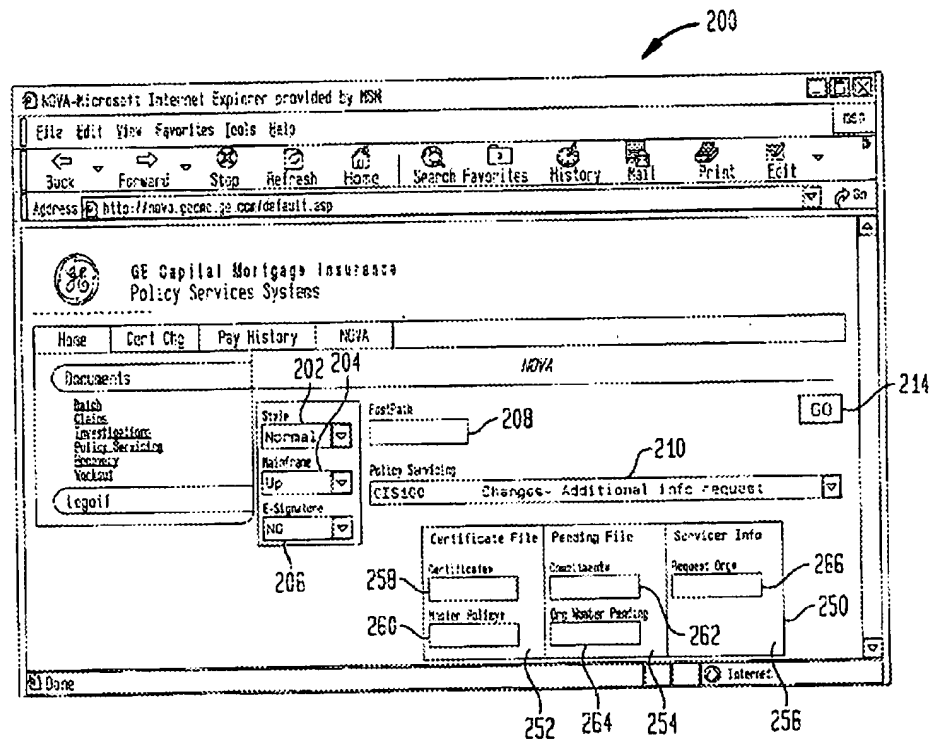 200
NOVA-Microsoft Internet Explorer provided by MSN
File Edit View Favorites Tools Help
msn
Back Forward Stop Refresh Home Search Favorites History Mail Print Edit
Address http://nova.gecmc.ge.com/default.asp Go
GE
GE Capital Mortgage Insurance
Policy Services Systems
Home Cert Chg Pay History NOVA
NOVA
Documents
202 204
214
GO
Batch
Claims
Investigations
Policy Servicing
Recovery
Workout
Logoff
Style
Normal
FastPath
208
210
Mainframe
Up
Policy Servicing
CIS100 Changes- Additional info request
E-Signature
NO
206
Certificate File Pending File Servicer Info
258
Certificates
Commitments
Request Orgs
266
250
260
Master Policys
Org Master Pending
262
Done
Internet
252 264 254 256